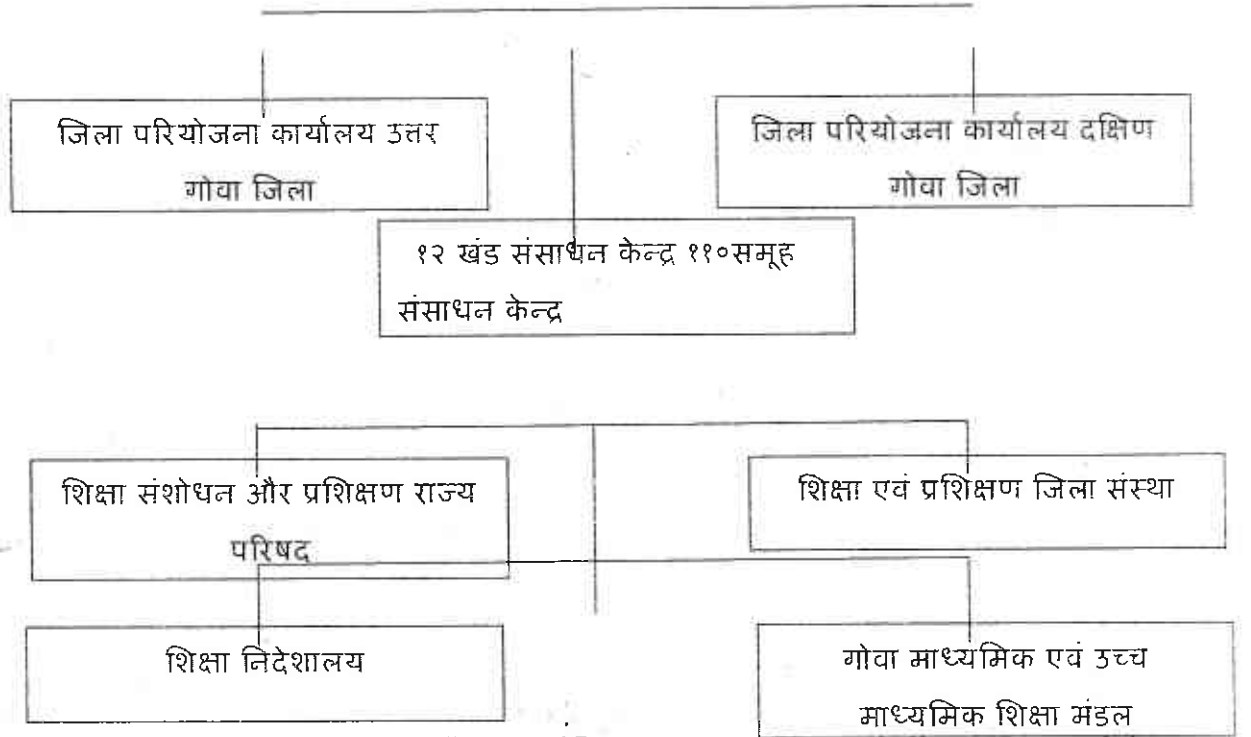 जिला परियोजना कार्यालय उत्तर
गोवा जिला
जिला परियोजना कार्यालय दक्षिण
गोवा जिला
१२ खंड संसाधन केन्द्र ११०समूह
संसाधन केन्द्र
शिक्षा संशोधन और प्रशिक्षण राज्य
परिषद
शिक्षा एवं प्रशिक्षण जिला संस्था
शिक्षा निदेशालय
गोवा माध्यमिक एवं उच्च
माध्यमिक शिक्षा मंडल